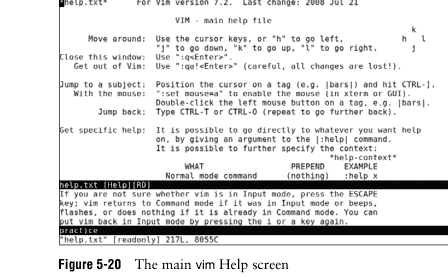 *help.txt*      For Vim version 7.2.  Last change: 2008 Jul 21
VIM - main help file
k
Move around:  Use the cursor keys, or "h" to go left,       h   l
"j" to go down, "k" to go up, "l" to go right.       j
Close this window:  Use ":q<Enter>".
Get out of Vim:  Use ":qa!<Enter>" (careful, all changes are lost!).
Jump to a subject:  Position the cursor on a tag (e.g. |bars|) and hit CTRL-].
With the mouse:  ":set mouse=a" to enable the mouse (in xterm or GUI).
Double-click the left mouse button on a tag, e.g. |bars|.
Jump back:  Type CTRL-T or CTRL-O (repeat to go further back).
Get specific help:  It is possible to go directly to whatever you want help
on, by giving an argument to the |:help| command.
It is possible to further specify the context:
*help-context*
WHAT                  PREPEND    EXAMPLE
Normal mode command      (nothing)   :help x
help.txt [Help][RO]
If you are not sure whether vim is in Input mode, press the ESCAPE
key; vim returns to Command mode if it was in Input mode or beeps,
flashes, or does nothing if it is already in Command mode. You can
put vim back in Input mode by pressing the i or a key again.
practice
"help.txt" [readonly] 217L, 8055C
Figure 5-20   The main vim Help screen